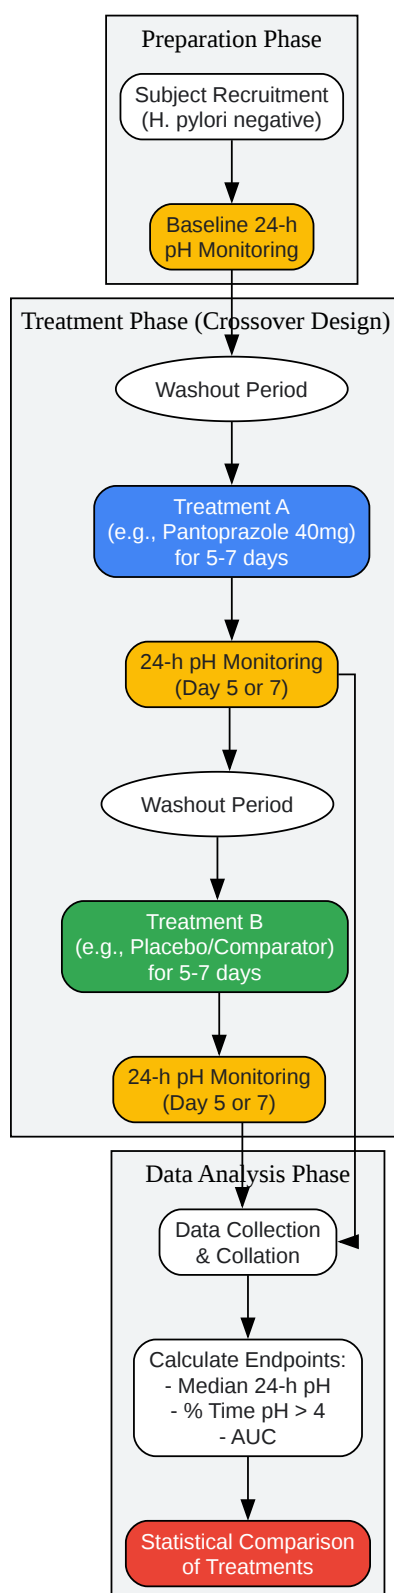 Preparation Phase
Subject Recruitment
(H. pylori negative)
Baseline 24-h
pH Monitoring
Treatment Phase (Crossover Design)
Washout Period
Treatment A
(e.g., Pantoprazole 40mg)
for 5-7 days
24-h pH Monitoring
(Day 5 or 7)
Washout Period
Treatment B
(e.g., Placebo/Comparator)
for 5-7 days
24-h pH Monitoring
(Day 5 or 7)
Data Analysis Phase
Data Collection
& Collation
Calculate Endpoints:
- Median 24-h pH
- % Time pH > 4
- AUC
Statistical Comparison
of Treatments